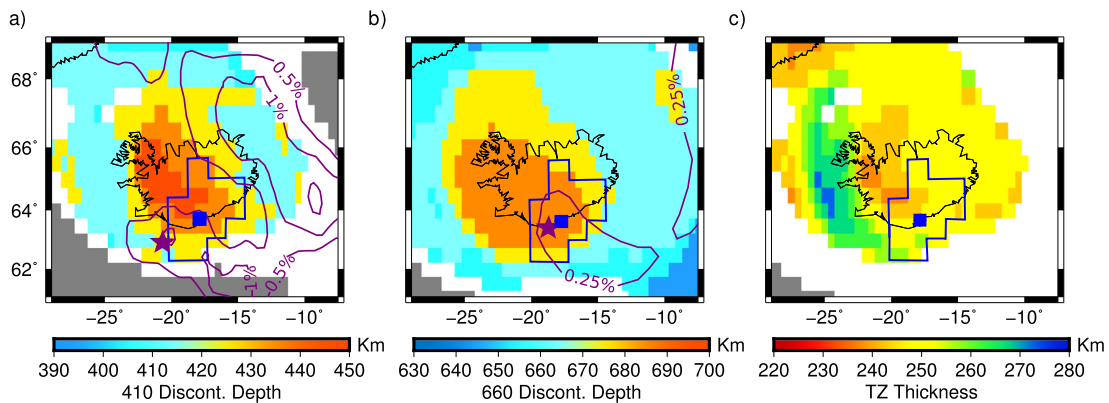 a)
b)
c)
68°
66°
64°
62°
0.5%
1%
1%
0.5%
0.25%
0.25%
−25° −20° −15° −10°
−25° −20° −15° −10°
−25° −20° −15° −10°
Km
390 400 410 420 430 440 450
410 Discont. Depth
Km
630 640 650 660 670 680 690 700
660 Discont. Depth
Km
220 230 240 250 260 270 280
TZ Thickness